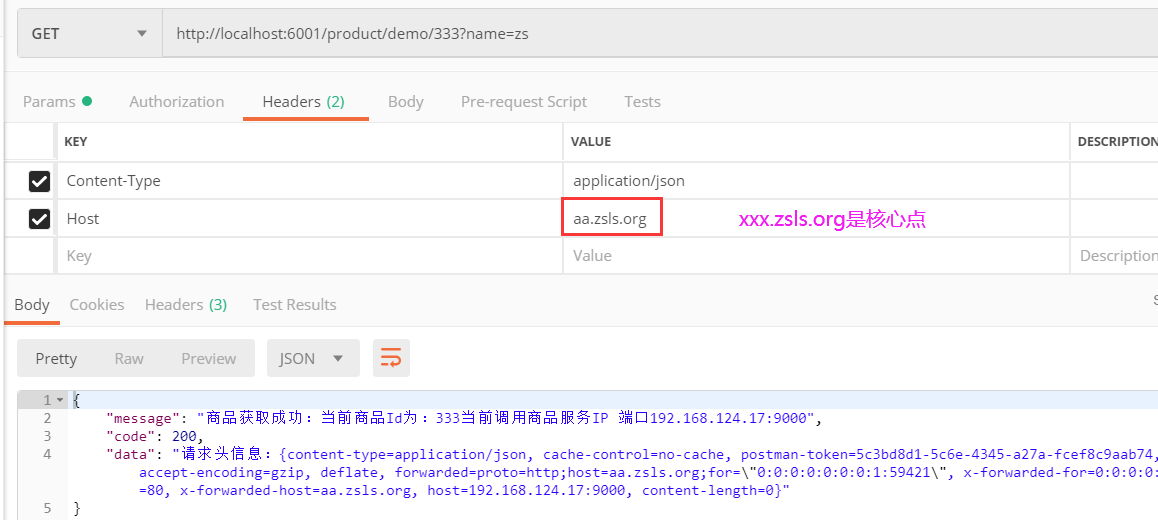 GET http://localhost:6001/product/demo/333?name=zs
Params Authorization Headers (2) Body Pre-request Script Tests
KEY VALUE DESCRIPTION
Content-Type application/json
Host aa.zsls.org xxx.zsls.org是核心点
Key Value Description
Body Cookies Headers (3) Test Results
Pretty Raw Preview JSON
1 {
2 "message": "商品获取成功：当前商品Id为：333当前调用商品服务IP 端口192.168.124.17:9000",
3 "code": 200,
4 "data": "请求头信息：{content-type=application/json, cache-control=no-cache, postman-token=5c3bd8d1-5c6e-4345-a27a-fcef8c9aab74,
accept-encoding=gzip, deflate, forwarded=proto=http;host=aa.zsls.org;for=\"0:0:0:0:0:0:0:1:59421\", x-forwarded-for=0:0:0:0:
=80, x-forwarded-host=aa.zsls.org, host=192.168.124.17:9000, content-length=0}"
5 }